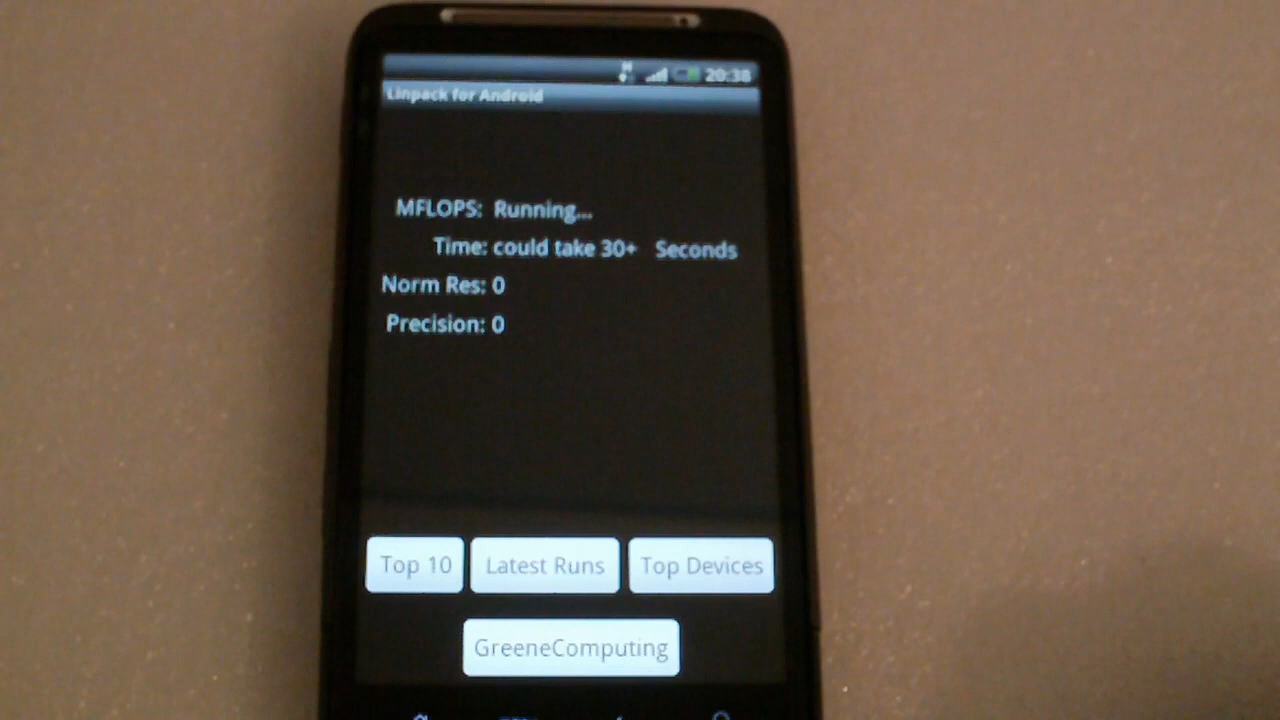 20:38
Linpack for Android
MFLOPS: Running...
Time: could take 30+ Seconds
Norm Res: 0
Precision: 0
Top 10 Latest Runs Top Devices
GreeneComputing